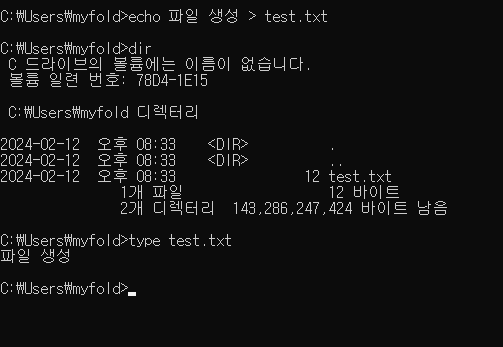 C:₩Users₩myfold>echo 파일 생성 > test.txt
C:₩Users₩myfold>dir
C 드라이브의 볼륨에는 이름이 없습니다.
볼륨 일련 번호: 78D4-1E15
C:₩Users₩myfold 디렉터리
2024-02-12 오후 08:33 <DIR> .
2024-02-12 오후 08:33 <DIR> ..
2024-02-12 오후 08:33 12 test.txt
1개 파일 12 바이트
2개 디렉터리 143,286,247,424 바이트 남음
C:₩Users₩myfold>type test.txt
파일 생성
C:₩Users₩myfold>